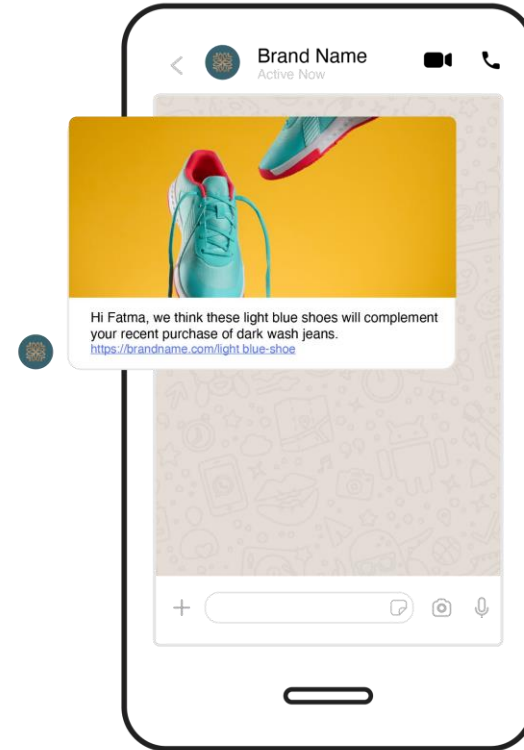 Brand Name
Active Now
Hi Fatma, we think these light blue shoes will complement
your recent purchase of dark wash jeans.
https://brandname.com/light blue-shoe